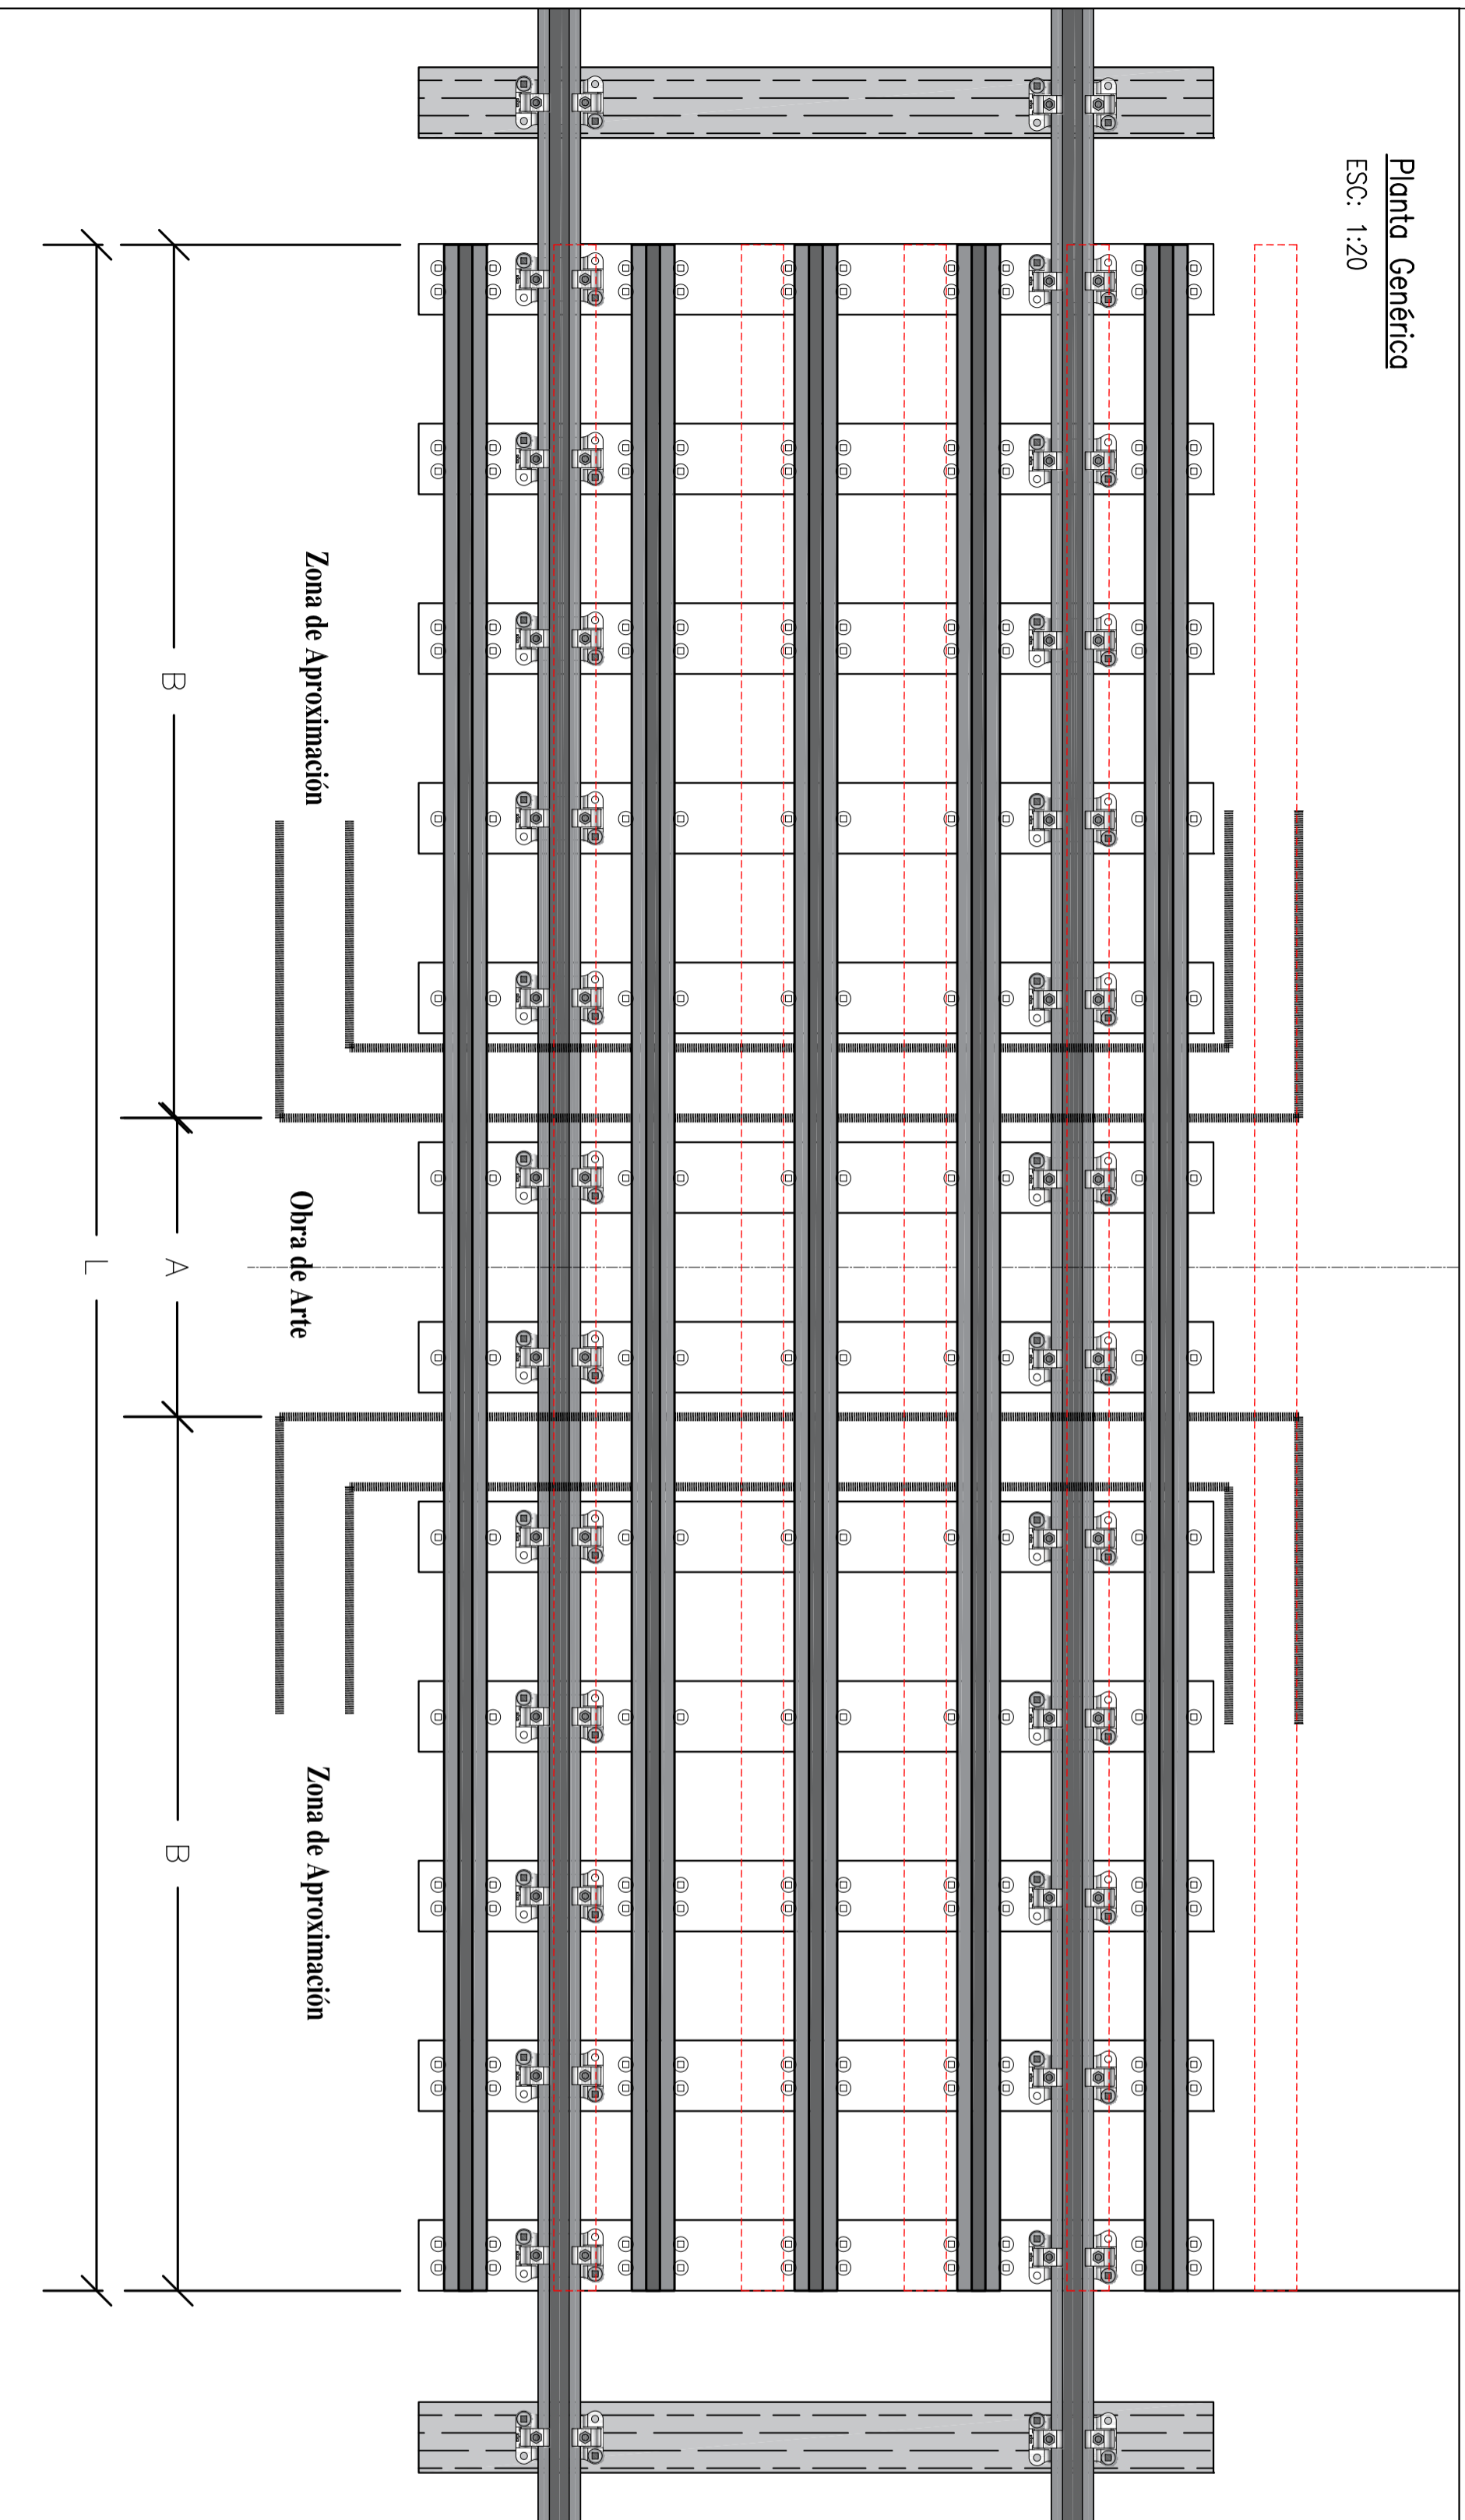 Planta Genérica
ESC: 1:20
Zona de Aproximación
Obra de Arte
Zona de Aproximación
B
A
B
L